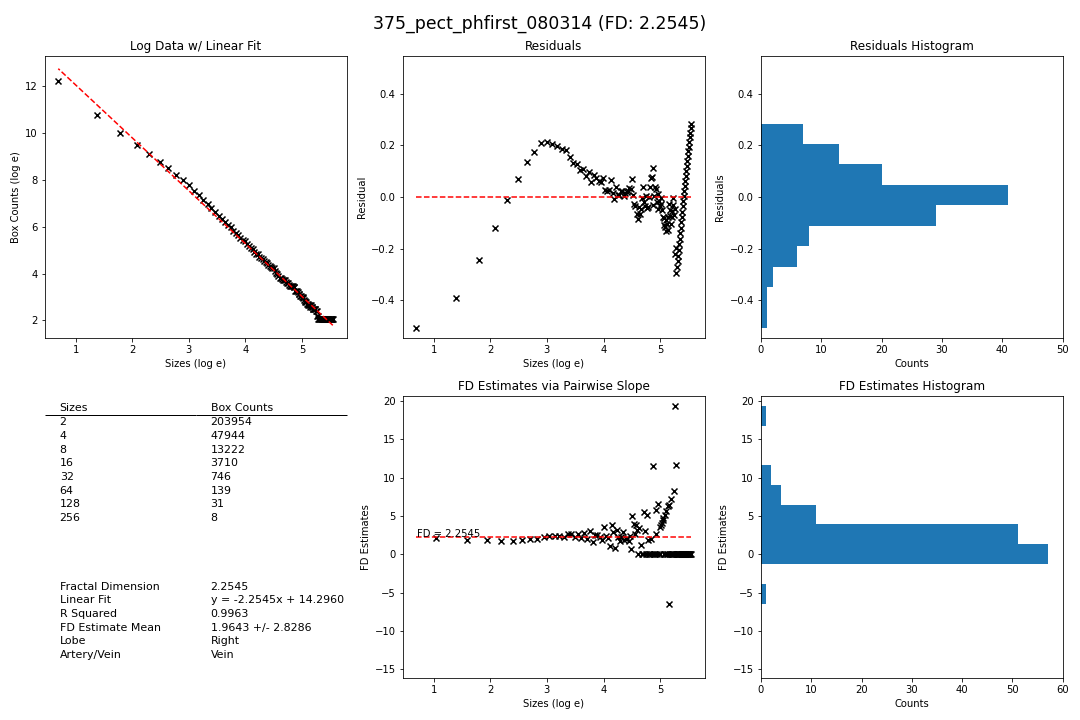 375_pect_phfirst_080314 (FD: 2.2545)
Log Data w/ Linear Fit
Box Counts (log e)
12
10
8
6
4
2
1 2 3 4 5
Sizes (log e)
Residuals
Residual
0.4
0.2
0.0
−0.2
−0.4
1 2 3 4 5
Sizes (log e)
Residuals Histogram
Residuals
0.4
0.2
0.0
−0.2
−0.4
0 10 20 30 40 50
Counts
Sizes Box Counts
2 203954
4 47944
8 13222
16 3710
32 746
64 139
128 31
256 8
Fractal Dimension 2.2545
Linear Fit y = -2.2545x + 14.2960
R Squared 0.9963
FD Estimate Mean 1.9643 +/- 2.8286
Lobe Right
Artery/Vein Vein
FD Estimates via Pairwise Slope
FD Estimates
20
15
10
5
0
−5
−10
−15
FD = 2.2545
1 2 3 4 5
Sizes (log e)
FD Estimates Histogram
FD Estimates
20
15
10
5
0
−5
−10
−15
0 10 20 30 40 50 60
Counts